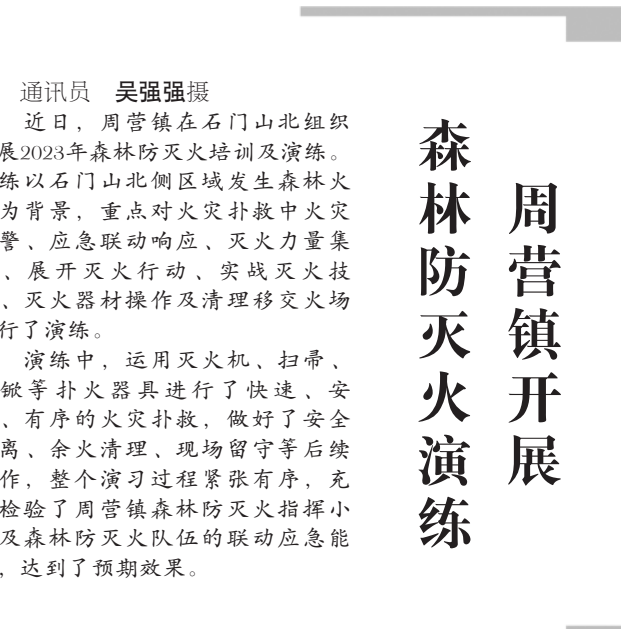 周营镇开展
森林防灭火演练
通讯员 吴强强摄
近日，周营镇在石门山北组织
展2023年森林防灭火培训及演练。
练以石门山北侧区域发生森林火
为背景，重点对火灾扑救中火灾
警、应急联动响应、灭火力量集
、展开灭火行动、实战灭火技
、灭火器材操作及清理移交火场
行了演练。
演练中，运用灭火机、扫帚、
锨等扑火器具进行了快速、安
、有序的火灾扑救，做好了安全
离、余火清理、现场留守等后续
作，整个演习过程紧张有序，充
检验了周营镇森林防灭火指挥小
及森林防灭火队伍的联动应急能
，达到了预期效果。